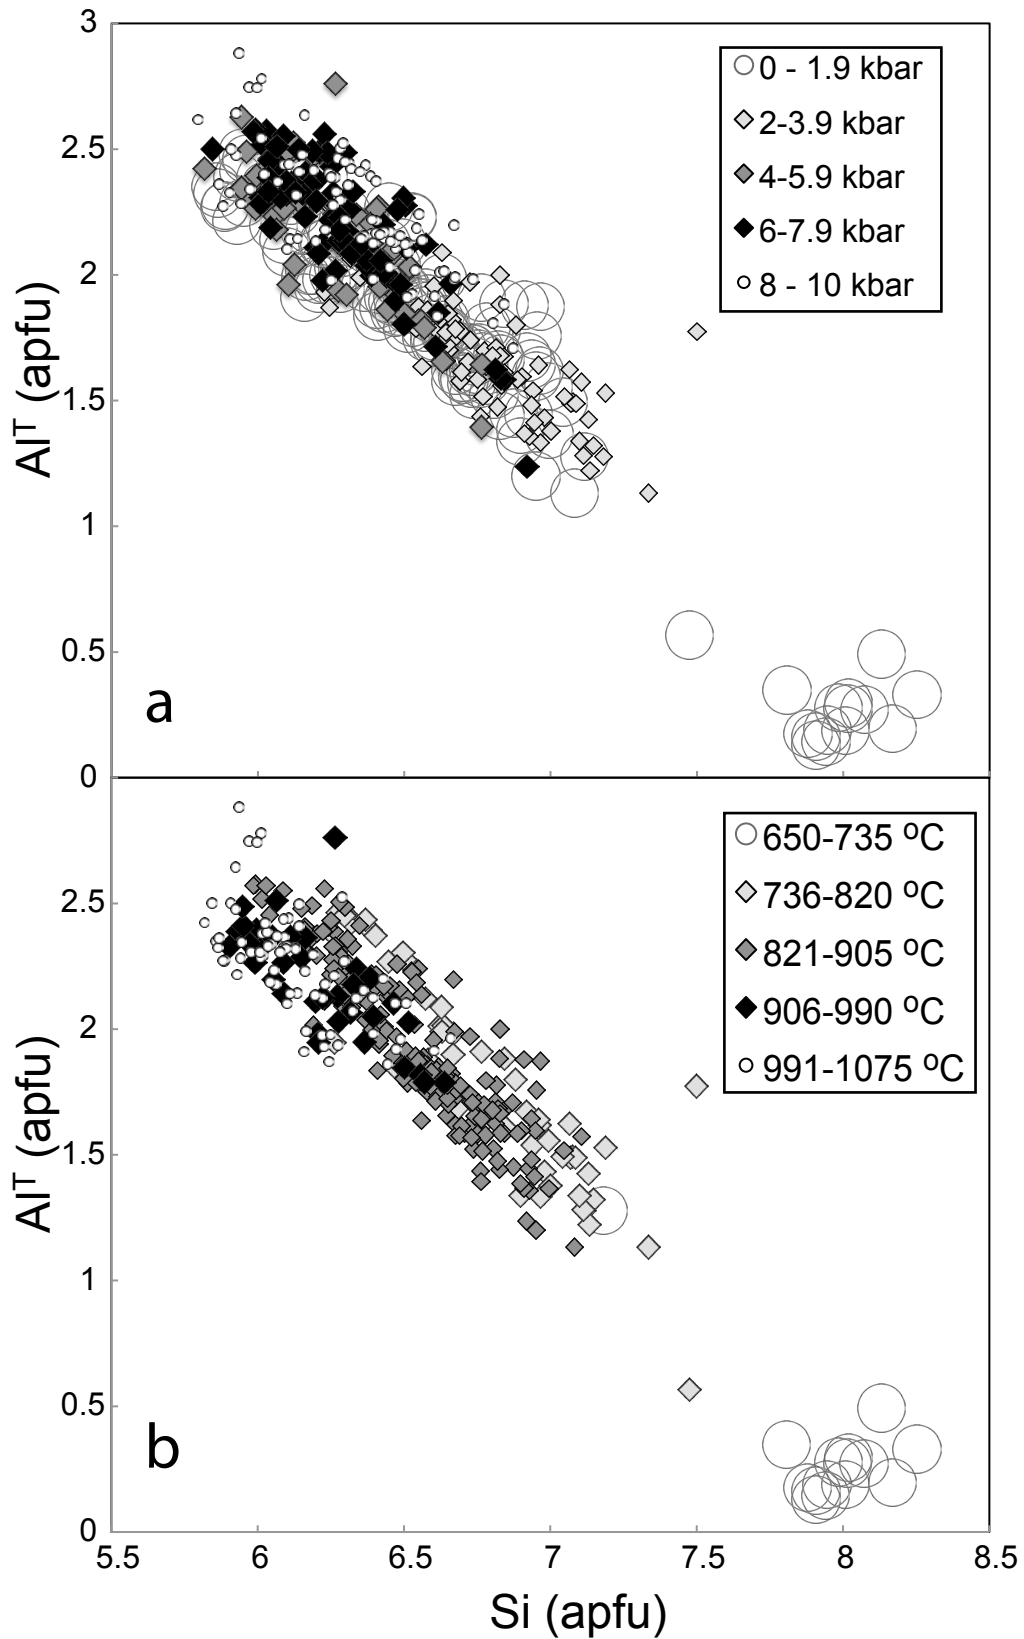 3
2.5
2
1.5
1
0.5
0
Alᵀ (apfu)
0 - 1.9 kbar
2-3.9 kbar
4-5.9 kbar
6-7.9 kbar
8 - 10 kbar
a
2.5
2
1.5
1
0.5
0
Alᵀ (apfu)
650-735 ºC
736-820 ºC
821-905 ºC
906-990 ºC
991-1075 ºC
b
5.5 6 6.5 7 7.5 8 8.5
Si (apfu)